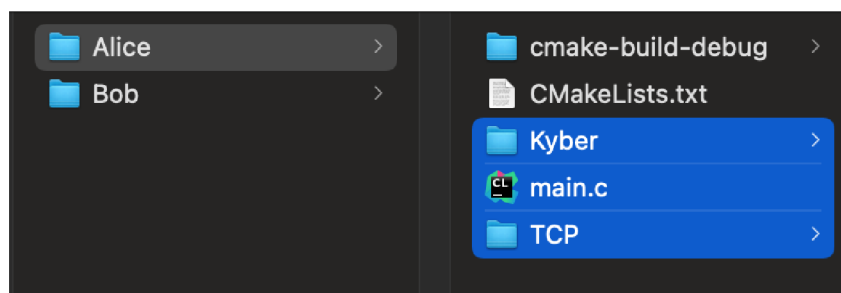 Alice
Bob
cmake-build-debug
CMakeLists.txt
Kyber
CL
main.c
TCP